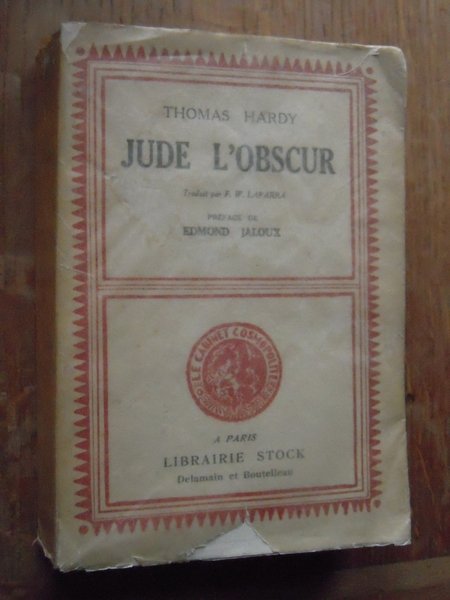 THOMAS HARDY
JUDE L'OBSCUR
Traduit par F. W. LAPARRA
PRÉFACE DE
EDMOND JALOUX
LE CABINET COSMOPOLITE
A PARIS
LIBRAIRIE STOCK
Delamain et Boutelleau